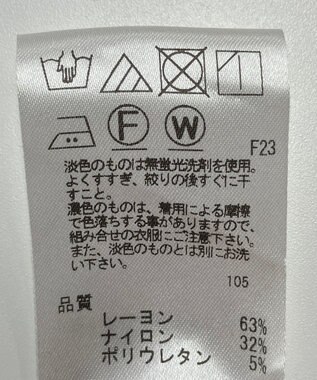 F W F23
淡色のものは無蛍光洗剤を使用。
よくすすぎ、絞りの後すぐに干
すこと。
濃色のものは、着用による摩擦
で色落ちする事がありますので、
組み合せの衣服にご注意下さい。
また、淡色のものとは別にお洗
い下さい。
105
品質
レーヨン 63%
ナイロン 32%
ポリウレタン 5%